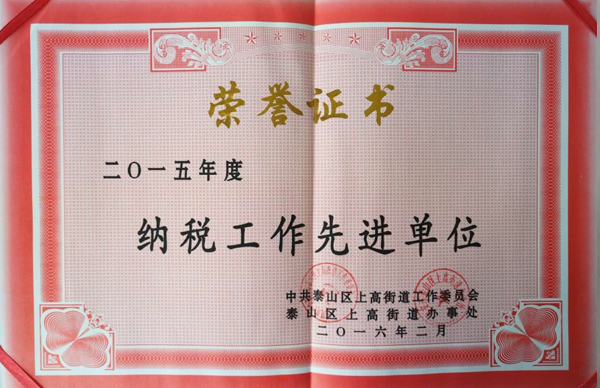 荣誉证书
二〇一五年度
纳税工作先进单位
中共泰山区上高街道工作委员会
泰山区上高街道办事处
二〇一六年二月